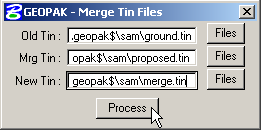 GEOPAK - Merge Tin Files
Old Tin : .geopak$\sam\ground.tin Files
Mrg Tin : opak$\sam\proposed.tin Files
New Tin : geopak$\sam\merge.tin Files
Process